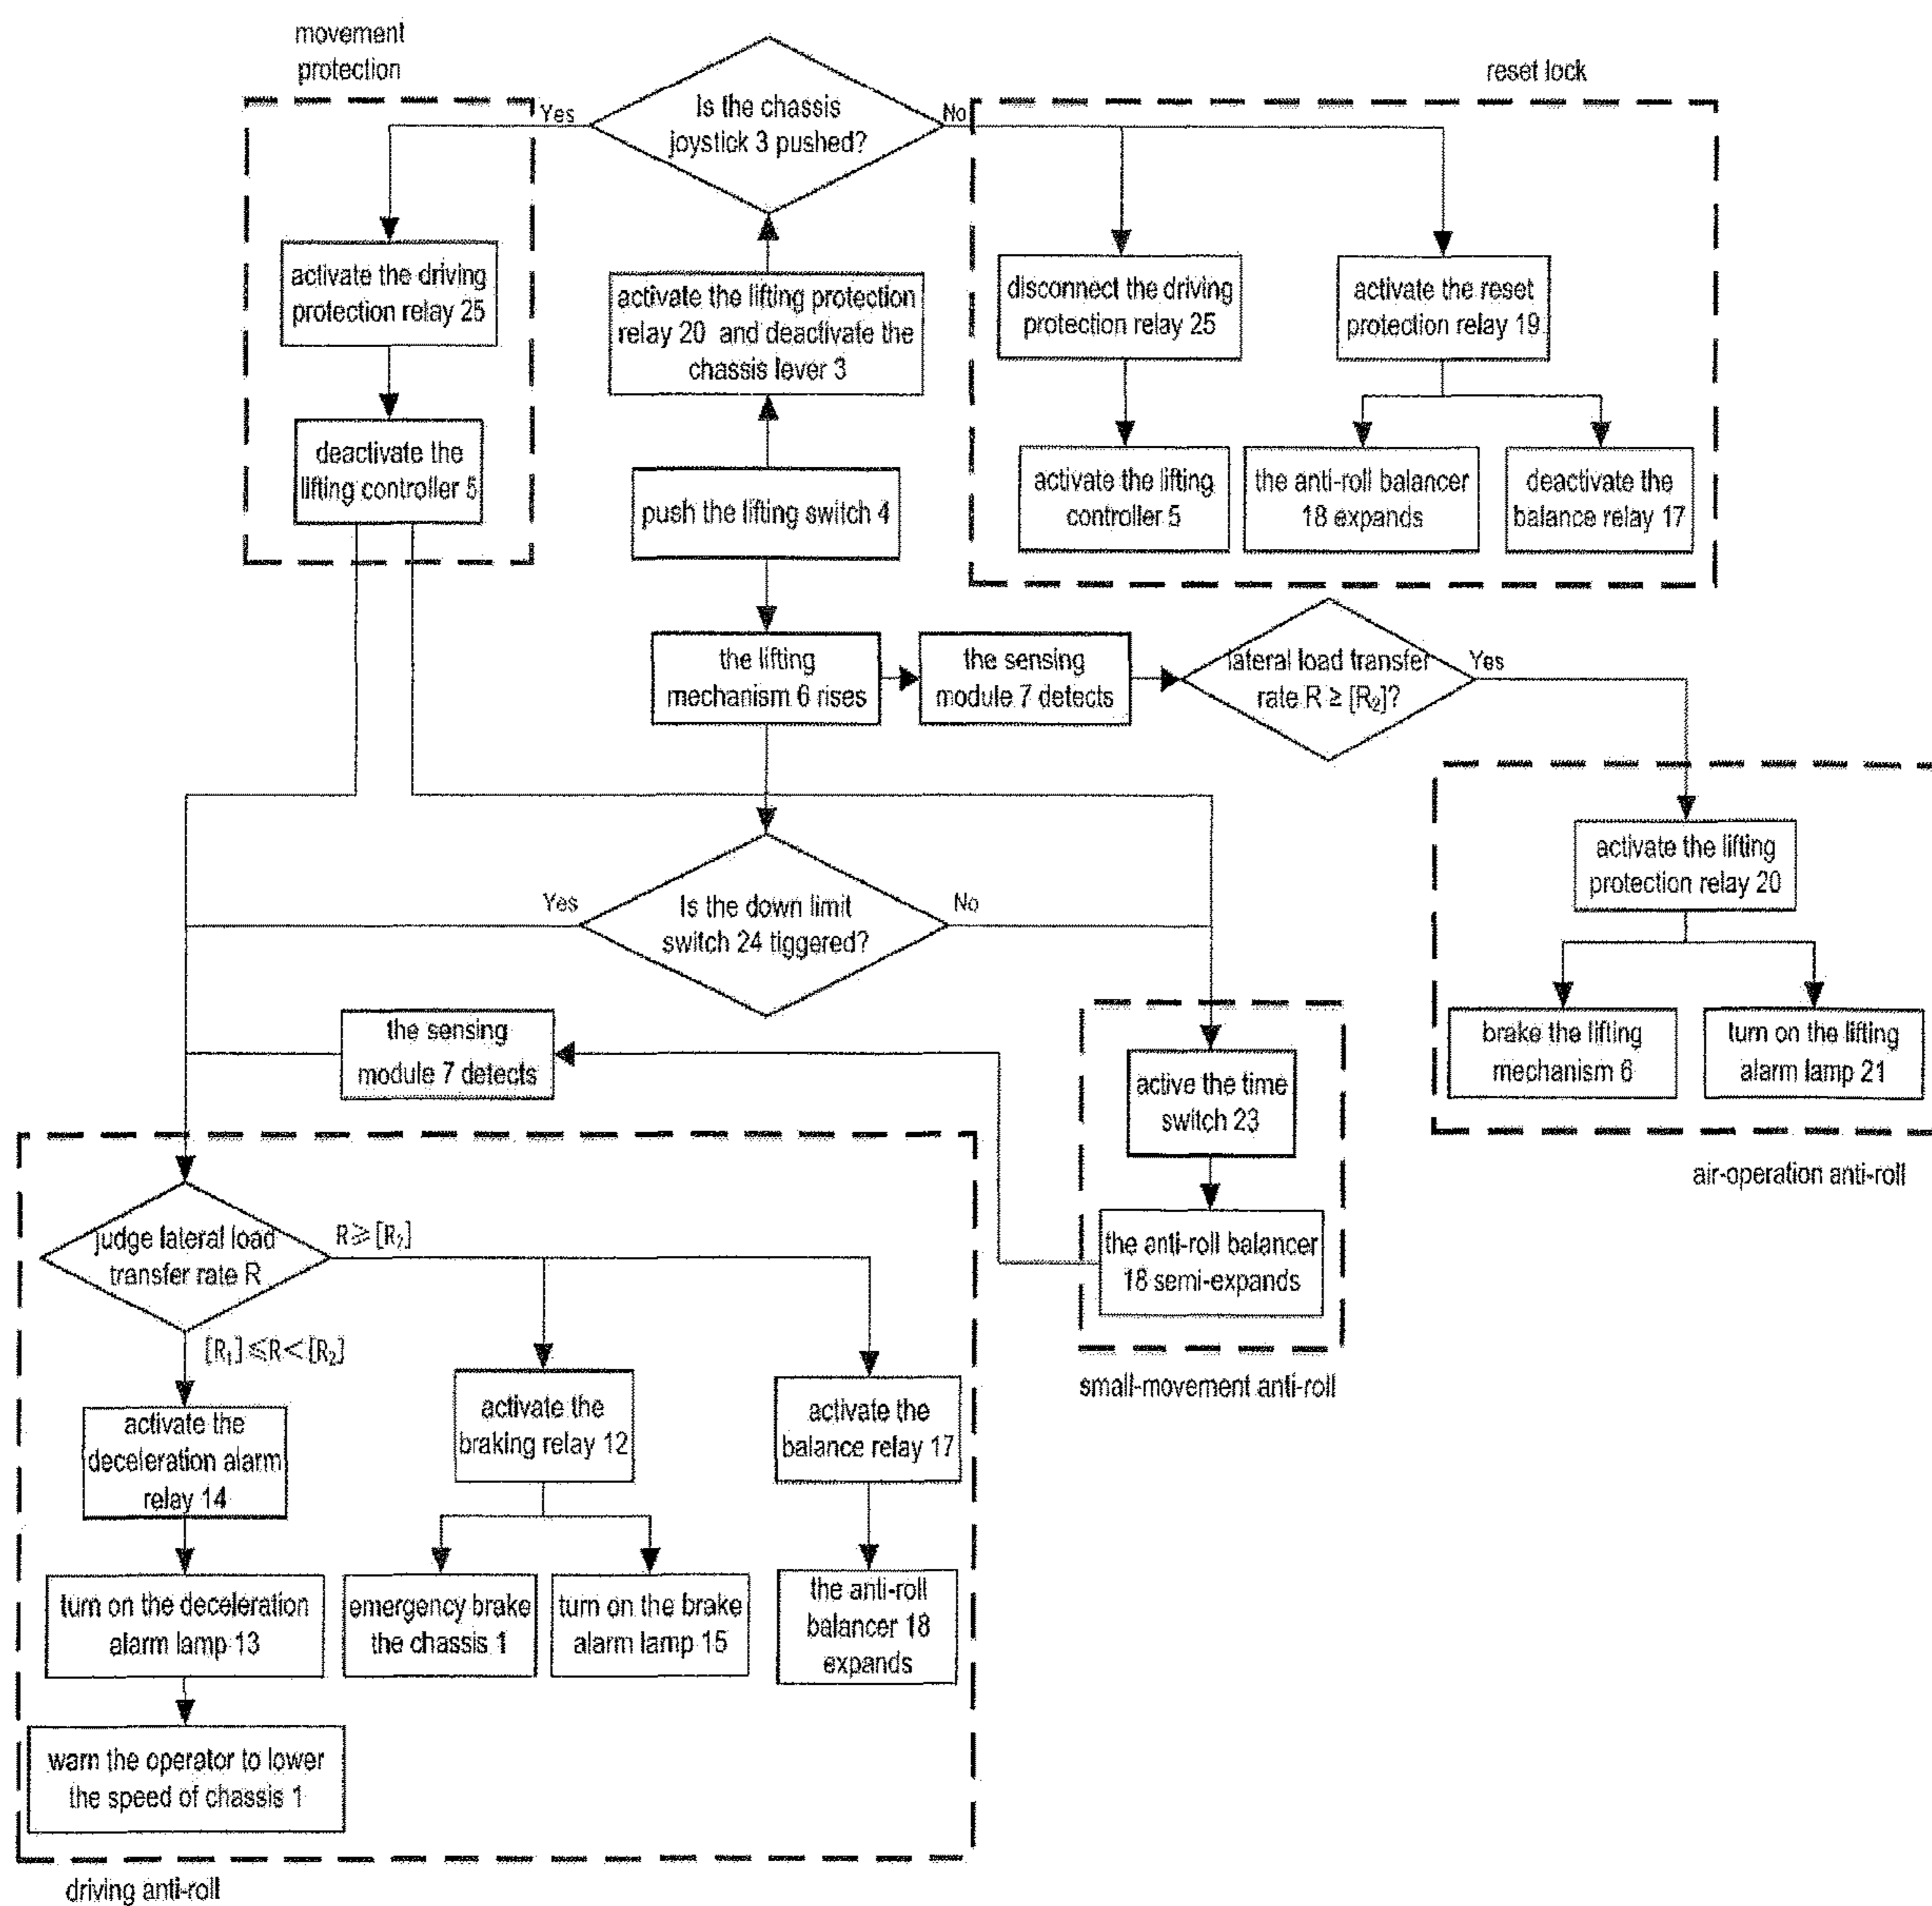 movement
protection
reset lock
Is the chassis
joystick 3 pushed?
Yes
No
activate the driving
protection relay 25
activate the lifting protection
relay 20 and deactivate the
chassis lever 3
disconnect the driving
protection relay 25
activate the reset
protection relay 19
deactivate the
lifting controller 5
push the lifting switch 4
activate the lifting
controller 5
the anti-roll balancer
18 expands
deactivate the
balance relay 17
the lifting
mechanism 6 rises
the sensing
module 7 detects
lateral load transfer
rate R ≥ [R₂]?
Yes
activate the lifting
protection relay 20
Yes
Is the down limit
switch 24 tiggered?
No
brake the lifting
mechanism 6
turn on the lifting
alarm lamp 21
the sensing
module 7 detects
active the time
switch 23
air-operation anti-roll
judge lateral load
transfer rate R
R≥[R₂]
the anti-roll balancer
18 semi-expands
[R₁]≤R<[R₂]
small-movement anti-roll
activate the
deceleration alarm
relay 14
activate the
braking relay 12
activate the
balance relay 17
turn on the deceleration
alarm lamp 13
emergency brake
the chassis 1
turn on the brake
alarm lamp 15
the anti-roll
balancer 18
expands
warn the operator to lower
the speed of chassis 1
driving anti-roll